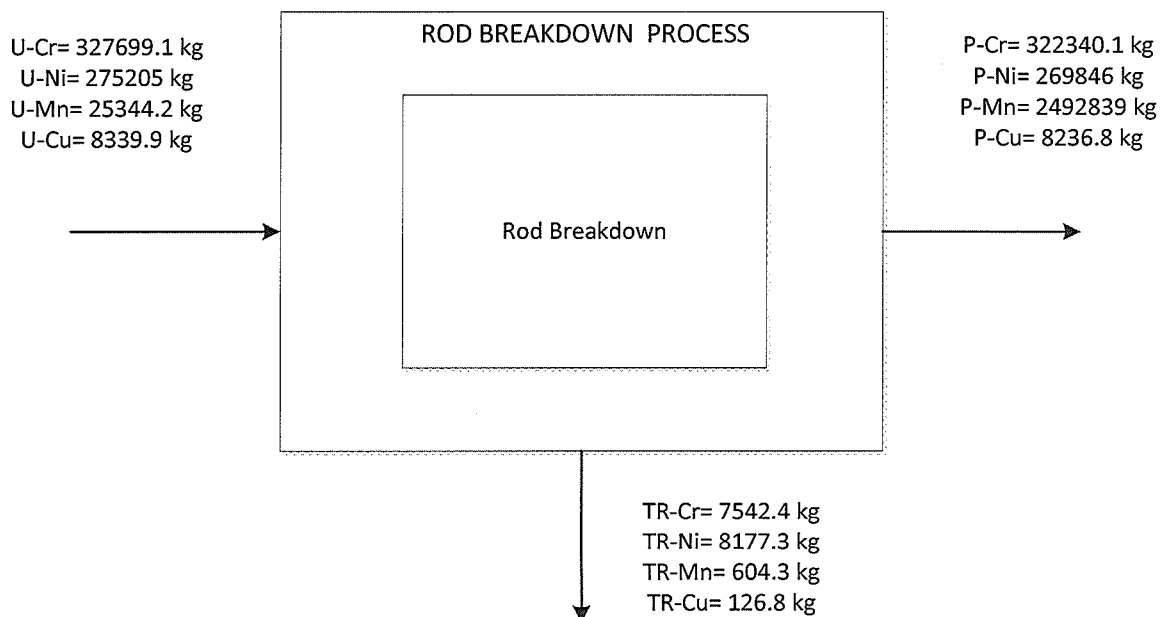 ROD BREAKDOWN PROCESS
U-Cr= 327699.1 kg
U-Ni= 275205 kg
U-Mn= 25344.2 kg
U-Cu= 8339.9 kg
Rod Breakdown
P-Cr= 322340.1 kg
P-Ni= 269846 kg
P-Mn= 2492839 kg
P-Cu= 8236.8 kg
TR-Cr= 7542.4 kg
TR-Ni= 8177.3 kg
TR-Mn= 604.3 kg
TR-Cu= 126.8 kg